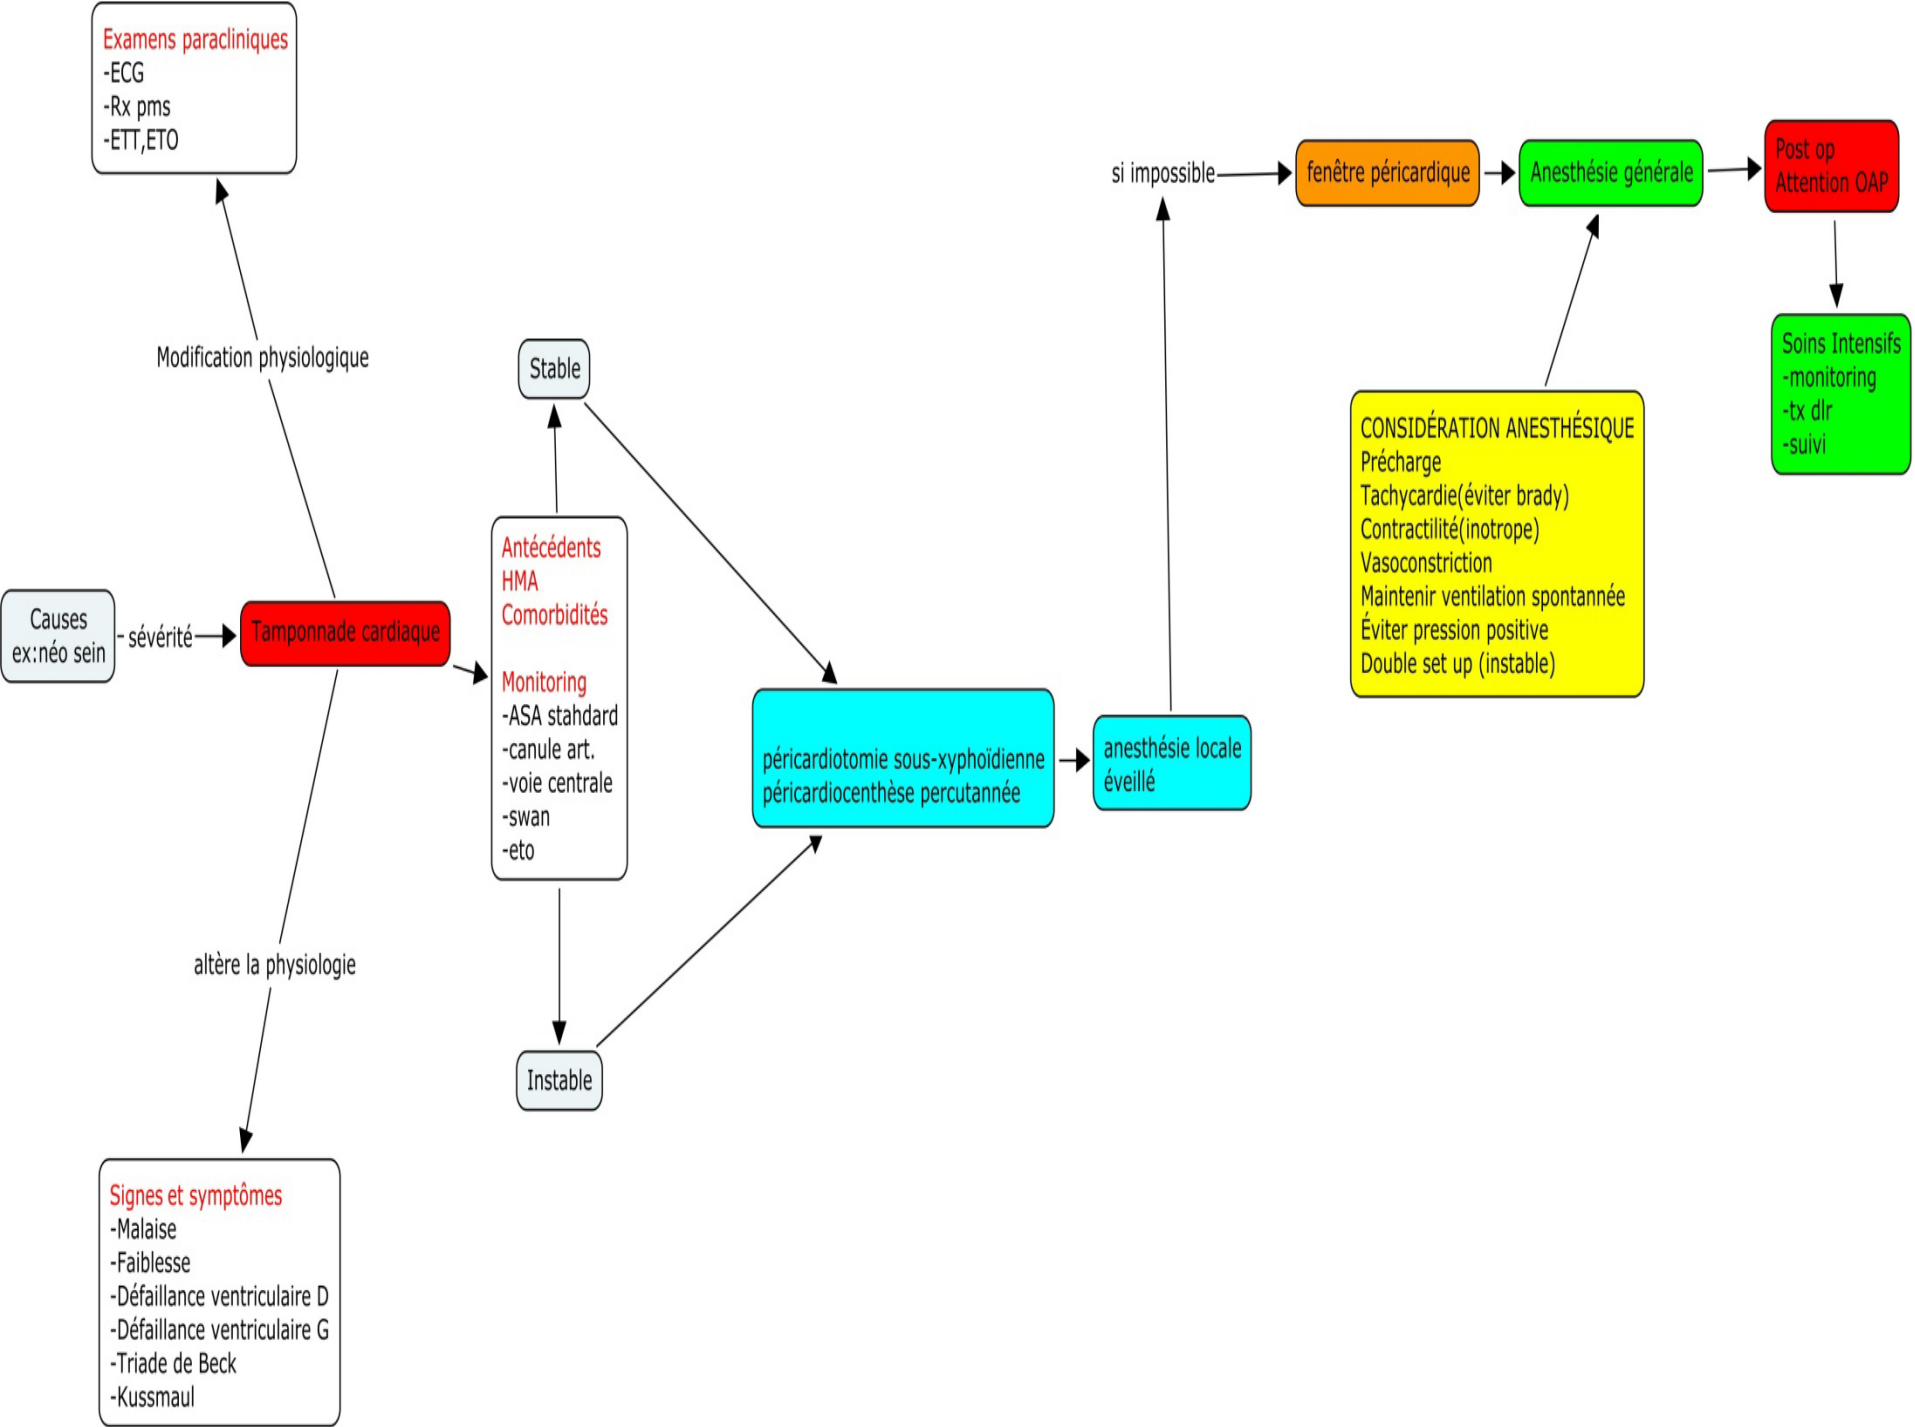 Examens paracliniques
-ECG
-Rx pms
-ETT,ETO
Modification physiologique
Causes
ex:néo sein
sévérité
Tamponnade cardiaque
altère la physiologie
Signes et symptômes
-Malaise
-Faiblesse
-Défaillance ventriculaire D
-Défaillance ventriculaire G
-Triade de Beck
-Kussmaul
Stable
Antécédents
HMA
Comorbidités
Monitoring
-ASA stahdard
-canule art.
-voie centrale
-swan
-eto
Instable
péricardiotomie sous-xyphoïdienne
péricardiocenthèse percutannée
anesthésie locale
éveillé
si impossible
fenêtre péricardique
Anesthésie générale
CONSIDÉRATION ANESTHÉSIQUE
Précharge
Tachycardie(éviter brady)
Contractilité(inotrope)
Vasoconstriction
Maintenir ventilation spontannée
Éviter pression positive
Double set up (instable)
Post op
Attention OAP
Soins Intensifs
-monitoring
-tx dlr
-suivi